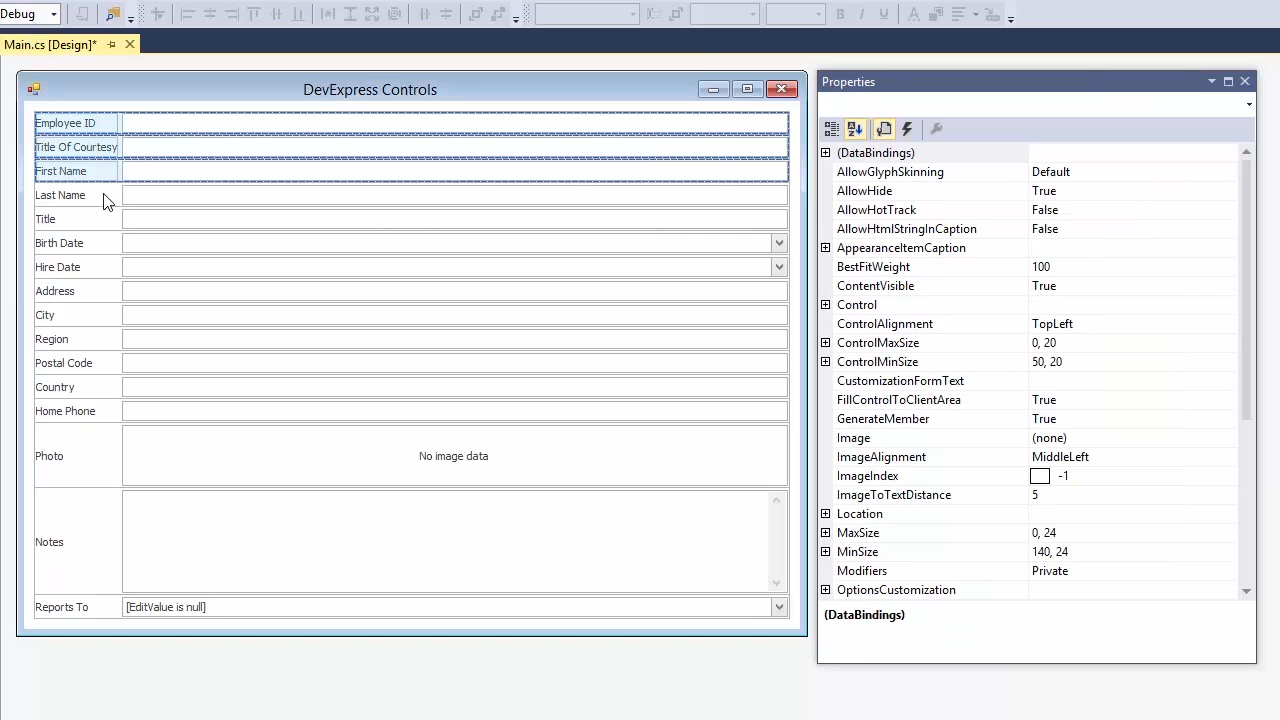 Debug
B I U A
Main.cs [Design]*
DevExpress Controls
Employee ID
Title Of Courtesy
First Name
Last Name
Title
Birth Date
Hire Date
Address
City
Region
Postal Code
Country
Home Phone
Photo
No image data
Notes
Reports To
[EditValue is null]
Properties
(DataBindings)
AllowGlyphSkinning Default
AllowHide True
AllowHotTrack False
AllowHtmlStringInCaption False
AppearanceItemCaption
BestFitWeight 100
ContentVisible True
Control
ControlAlignment TopLeft
ControlMaxSize 0, 20
ControlMinSize 50, 20
CustomizationFormText
FillControlToClientArea True
GenerateMember True
Image (none)
ImageAlignment MiddleLeft
ImageIndex -1
ImageToTextDistance 5
Location
MaxSize 0, 24
MinSize 140, 24
Modifiers Private
OptionsCustomization
(DataBindings)